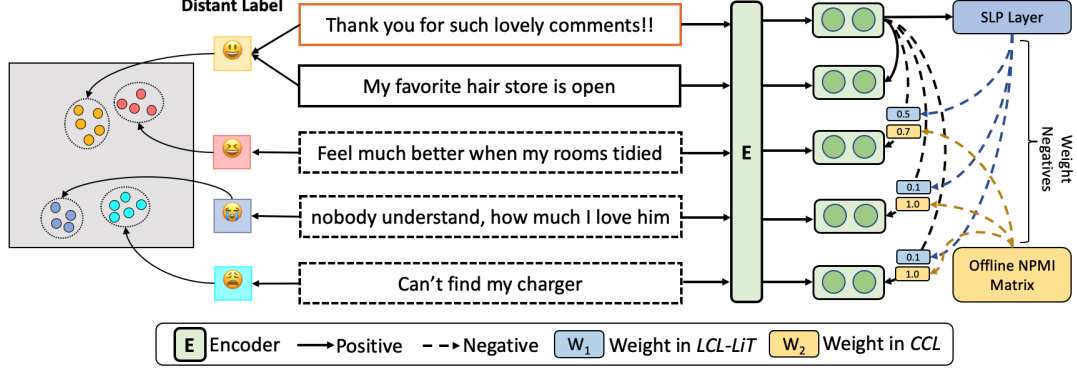 Distant Label
Thank you for such lovely comments!!
My favorite hair store is open
Feel much better when my rooms tidied
nobody understand, how much I love him
Can't find my charger
E
SLP Layer
0.5
0.7
0.1
1.0
0.1
1.0
Weight
Negatives
Offline NPMI
Matrix
E Encoder Positive Negative W₁ Weight in LCL-LiT W₂ Weight in CCL